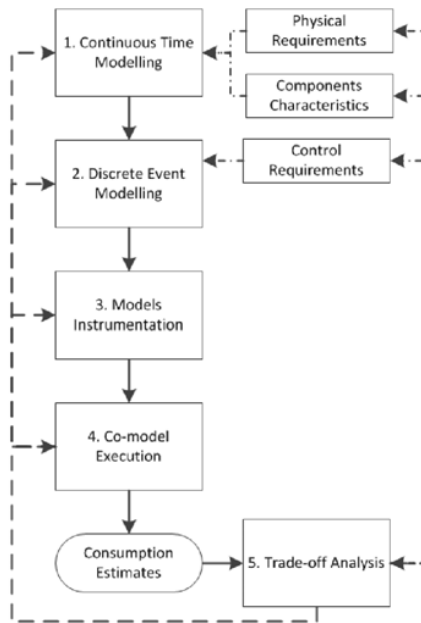 1. Continuous Time
Modelling
Physical
Requirements
Components
Characteristics
2. Discrete Event
Modelling
Control
Requirements
3. Models
Instrumentation
4. Co-model
Execution
Consumption
Estimates
5. Trade-off Analysis